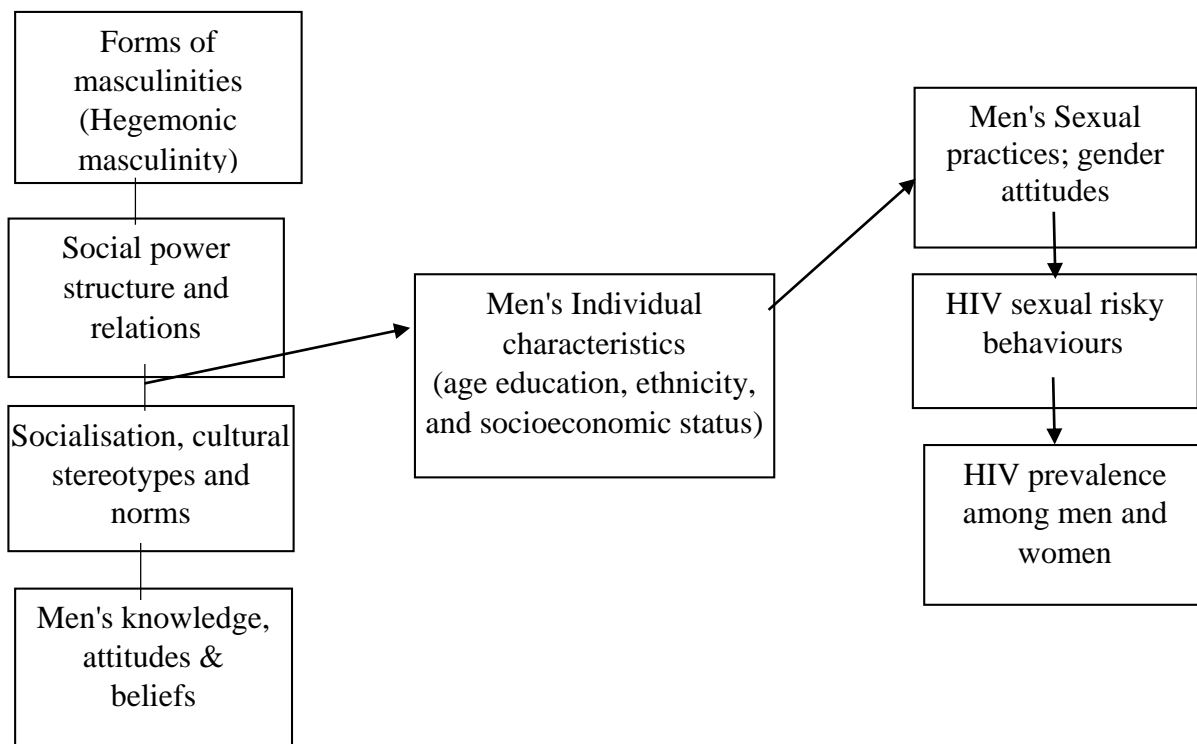 Forms of
masculinities
(Hegemonic
masculinity)
Social power
structure and
relations
Socialisation, cultural
stereotypes and
norms
Men's knowledge,
attitudes &
beliefs
Men's Individual
characteristics
(age education, ethnicity,
and socioeconomic status)
Men's Sexual
practices; gender
attitudes
HIV sexual risky
behaviours
HIV prevalence
among men and
women